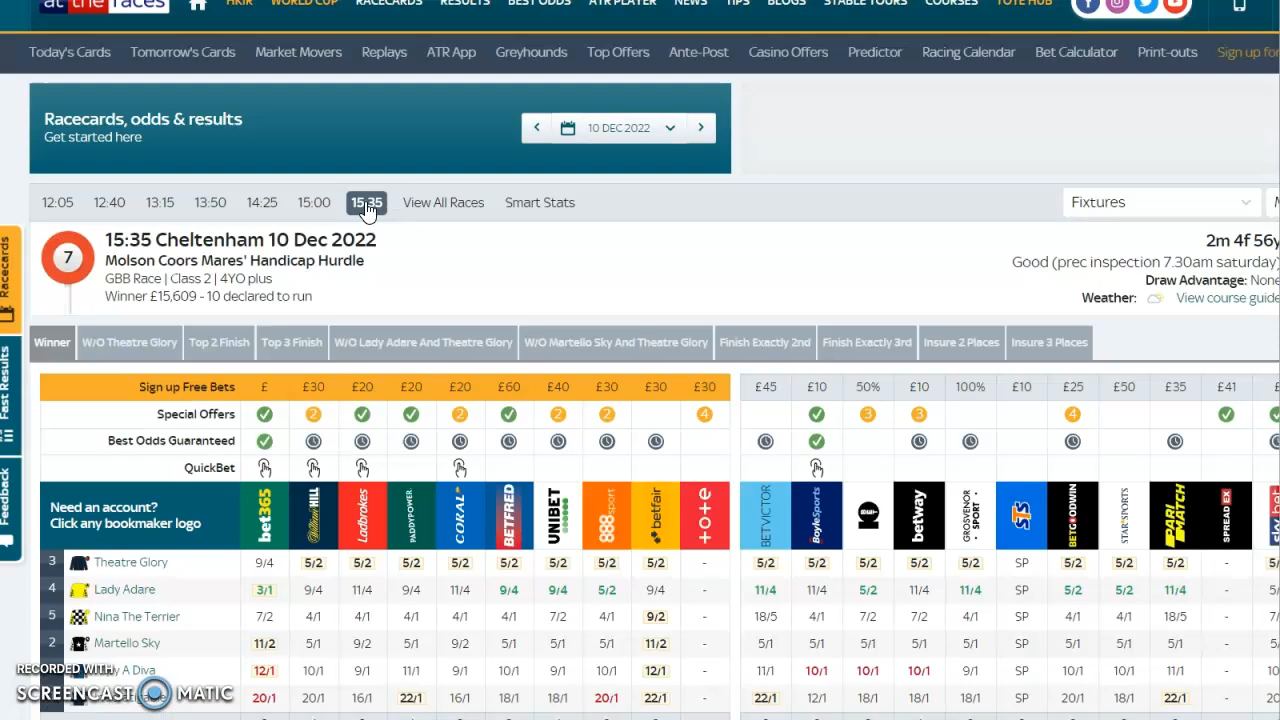 at the races
HKIR WORLD CUP RACECARDS RESULTS BEST ODDS ATR PLAYER NEWS TIPS BLOGS STABLE TOURS COURSES TOTE HUB
Today's Cards Tomorrow's Cards Market Movers Replays ATR App Greyhounds Top Offers Ante-Post Casino Offers Predictor Racing Calendar Bet Calculator Print-outs Sign up for
Racecards, odds & results
Get started here
10 DEC 2022
12:05 12:40 13:15 13:50 14:25 15:00 15:35 View All Races Smart Stats Fixtures
7
15:35 Cheltenham 10 Dec 2022
Molson Coors Mares' Handicap Hurdle
GBB Race | Class 2 | 4YO plus
Winner £15,609 - 10 declared to run
2m 4f 56y
Good (prec inspection 7.30am saturday)
Draw Advantage: None
Weather: View course guide
Racecards
Fast Results
Feedback
Winner W/O Theatre Glory Top 2 Finish Top 3 Finish W/O Lady Adare And Theatre Glory W/O Martello Sky And Theatre Glory Finish Exactly 2nd Finish Exactly 3rd Insure 2 Places Insure 3 Places
Sign up Free Bets £ £30 £20 £20 £20 £60 £40 £30 £30 £30 £45 £10 50% £10 100% £10 £25 £50 £35 £41
Special Offers 2 2 2 2 4 3 3 4
Best Odds Guaranteed
QuickBet
Need an account?
Click any bookmaker logo
bet365 William HILL Ladbrokes PADDYPOWER. CORAL BETFRED UNIBET 888sport betfair tote BETVICTOR BoyleSports 10 BET betway GROSVENOR SPORT STS BETGOODWIN STARSPORTS PARIMATCH SPREADEX
3 Theatre Glory 9/4 5/2 5/2 5/2 5/2 5/2 5/2 5/2 5/2 - 5/2 5/2 5/2 5/2 5/2 SP 5/2 5/2 5/2 -
4 Lady Adare 3/1 9/4 11/4 9/4 11/4 9/4 9/4 5/2 9/4 - 11/4 11/4 5/2 11/4 11/4 SP 5/2 5/2 11/4 -
5 Nina The Terrier 7/2 4/1 4/1 4/1 4/1 7/2 4/1 4/1 9/2 - 18/5 4/1 7/2 7/2 4/1 SP 4/1 4/1 18/5 -
2 Martello Sky 11/2 5/1 9/2 5/1 9/2 5/1 5/1 5/1 11/2 - 5/1 5/1 5/1 5/1 5/1 SP 5/1 5/1 5/1 -
A Diva 12/1 10/1 9/1 11/1 9/1 10/1 9/1 10/1 12/1 - 11/1 10/1 10/1 10/1 9/1 SP 10/1 10/1 11/1 -
20/1 20/1 16/1 22/1 16/1 18/1 18/1 20/1 22/1 - 22/1 12/1 18/1 18/1 18/1 SP 20/1 18/1 22/1 -
RECORDED WITH
SCREENCAST MATIC